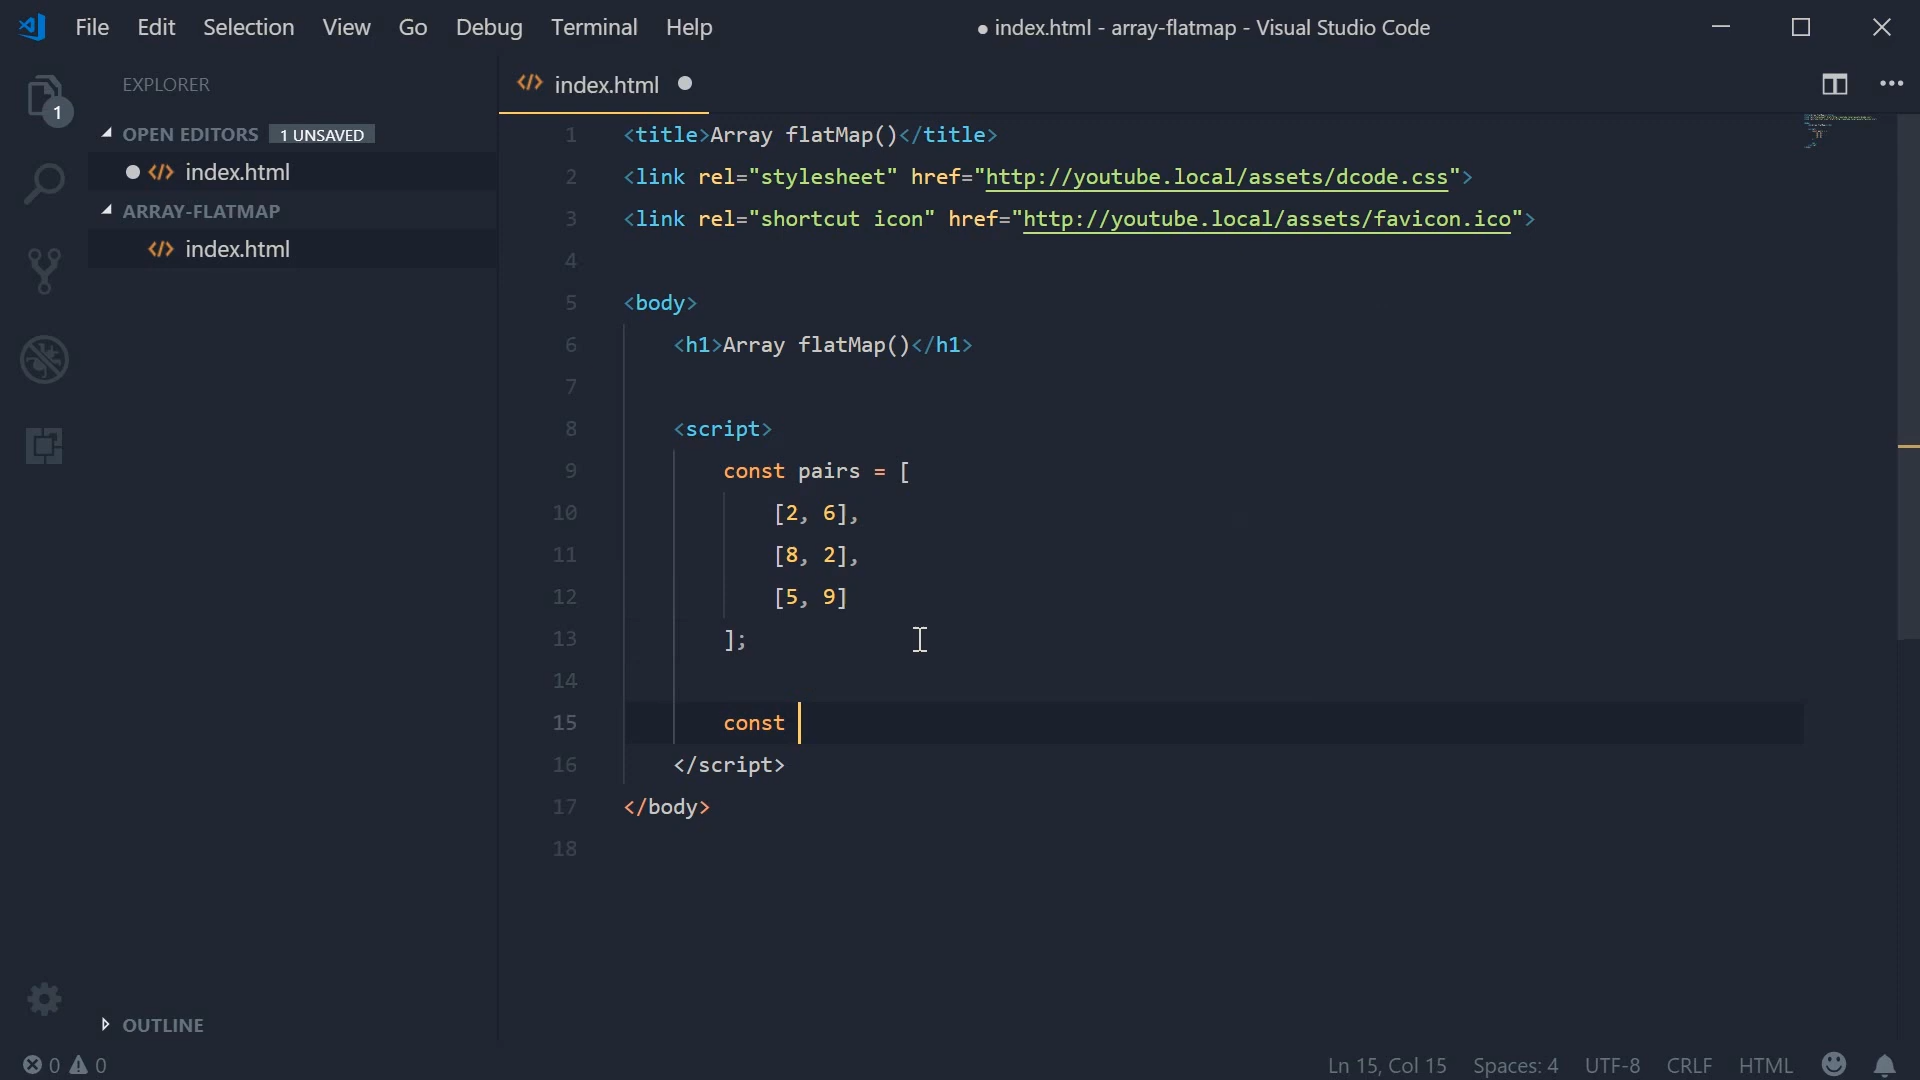 File Edit Selection View Go Debug Terminal Help
● index.html - array-flatmap - Visual Studio Code
1
EXPLORER
OPEN EDITORS 1 UNSAVED
index.html
ARRAY-FLATMAP
index.html
OUTLINE
index.html
1 <title>Array flatMap()</title>
2 <link rel="stylesheet" href="http://youtube.local/assets/dcode.css">
3 <link rel="shortcut icon" href="http://youtube.local/assets/favicon.ico">
4
5 <body>
6 <h1>Array flatMap()</h1>
7
8 <script>
9 const pairs = [
10 [2, 6],
11 [8, 2],
12 [5, 9]
13 ];
14
15 const
16 </script>
17 </body>
18
0 0
Ln 15, Col 15 Spaces: 4 UTF-8 CRLF HTML